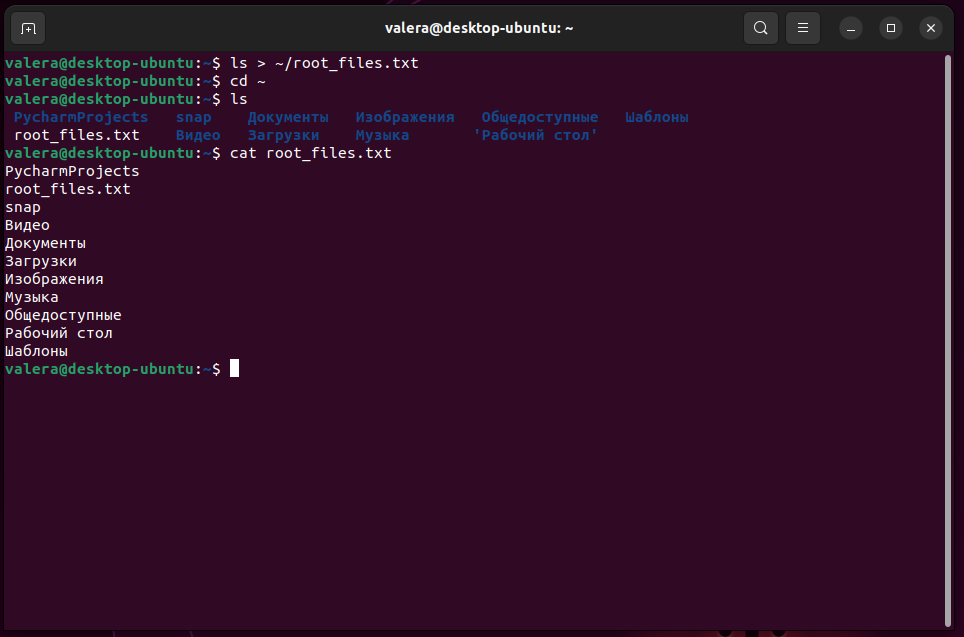 valera@desktop-ubuntu: ~
valera@desktop-ubuntu:~$ ls > ~/root_files.txt
valera@desktop-ubuntu:~$ cd ~
valera@desktop-ubuntu:~$ ls
PycharmProjects snap Документы Изображения Общедоступные Шаблоны
root_files.txt Видео Загрузки Музыка 'Рабочий стол'
valera@desktop-ubuntu:~$ cat root_files.txt
PycharmProjects
root_files.txt
snap
Видео
Документы
Загрузки
Изображения
Музыка
Общедоступные
Рабочий стол
Шаблоны
valera@desktop-ubuntu:~$